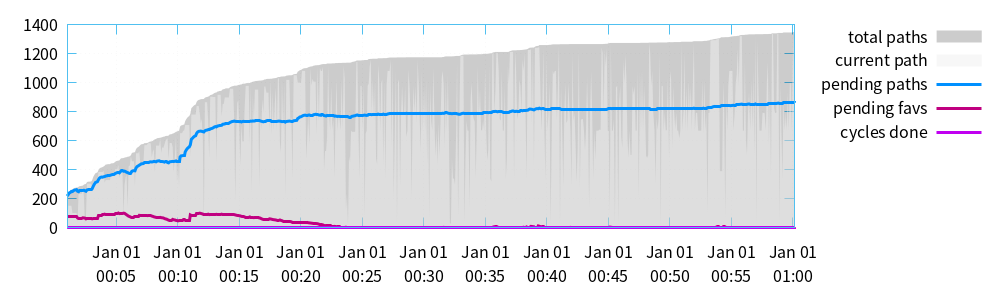 1400
1200
1000
800
600
400
200
0
total paths
current path
pending paths
pending favs
cycles done
Jan 01 Jan 01 Jan 01 Jan 01 Jan 01 Jan 01 Jan 01 Jan 01 Jan 01 Jan 01 Jan 01 Jan 01
00:05 00:10 00:15 00:20 00:25 00:30 00:35 00:40 00:45 00:50 00:55 01:00